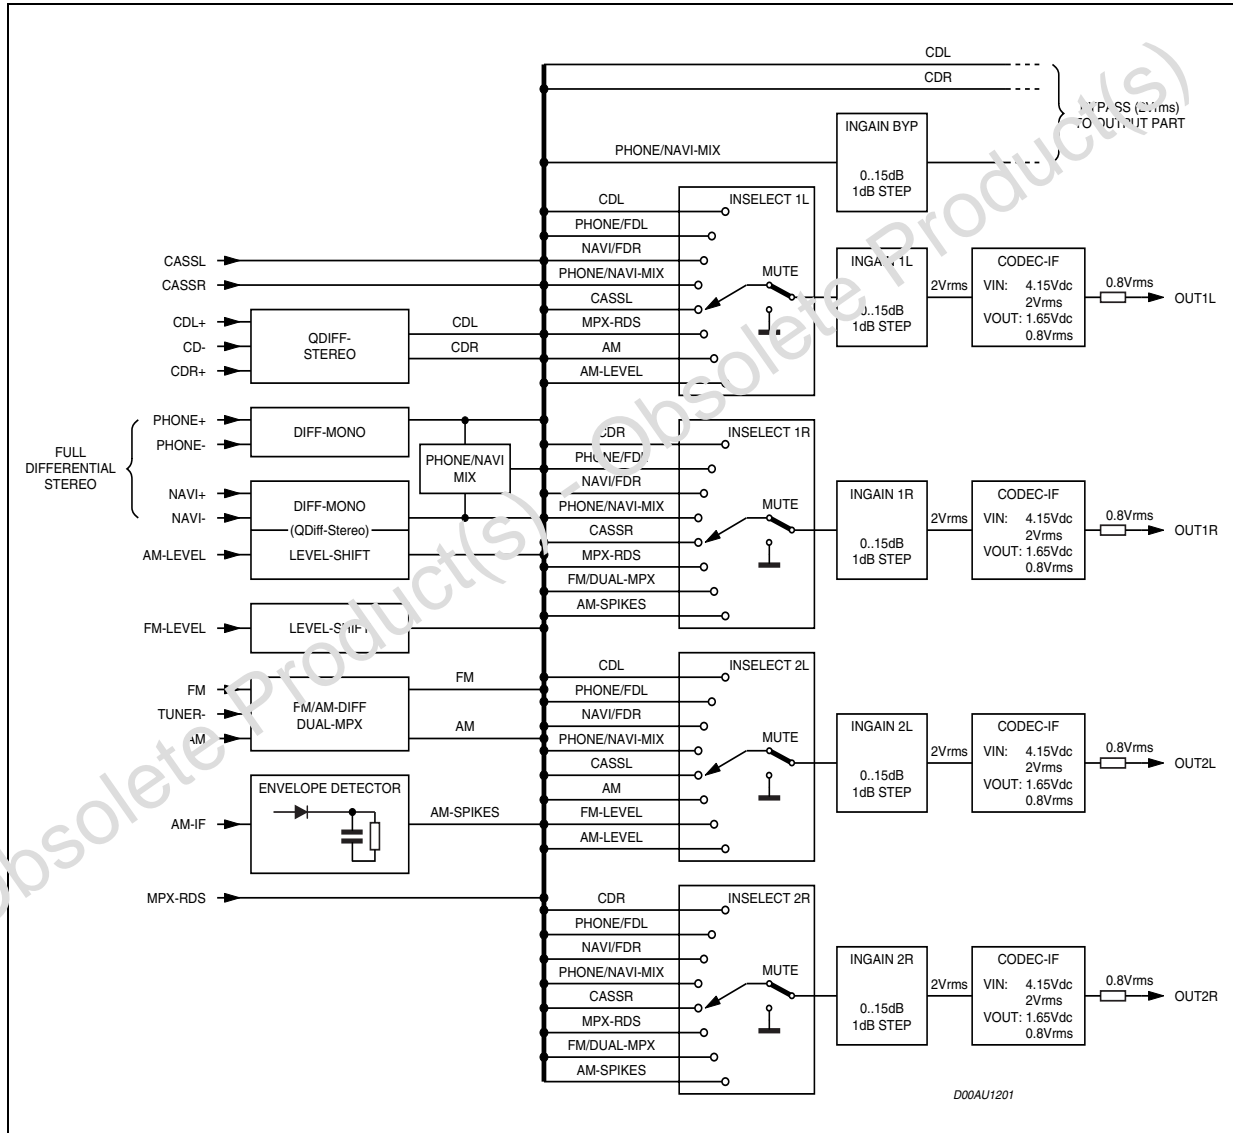 CDL
CDR
BYPASS (2Vrms)
TO OUTPUT PART
INGAIN BYP
0..15dB
1dB STEP
PHONE/NAVI-MIX
CASSL
CASSR
CDL+
CD-
CDR+
QDIFF-
STEREO
CDL
CDR
PHONE+
PHONE-
DIFF-MONO
FULL
DIFFERENTIAL
STEREO
PHONE/NAVI
MIX
NAVI+
NAVI-
DIFF-MONO
(QDiff-Stereo)
LEVEL-SHIFT
AM-LEVEL
FM-LEVEL
LEVEL-SHIFT
FM
TUNER-
AM
FM/AM-DIFF
DUAL-MPX
FM
AM
ENVELOPE DETECTOR
AM-IF
AM-SPIKES
MPX-RDS
INSELECT 1L
CDL
PHONE/FDL
NAVI/FDR
PHONE/NAVI-MIX
CASSL
MPX-RDS
AM
AM-LEVEL
MUTE
INGAIN 1L
0..15dB
1dB STEP
2Vrms
CODEC-IF
VIN: 4.15Vdc
2Vrms
VOUT: 1.65Vdc
0.8Vrms
0.8Vrms
OUT1L
INSELECT 1R
CDR
PHONE/FDL
NAVI/FDR
PHONE/NAVI-MIX
CASSR
MPX-RDS
FM/DUAL-MPX
AM-SPIKES
MUTE
INGAIN 1R
0..15dB
1dB STEP
2Vrms
CODEC-IF
VIN: 4.15Vdc
2Vrms
VOUT: 1.65Vdc
0.8Vrms
0.8Vrms
OUT1R
INSELECT 2L
CDL
PHONE/FDL
NAVI/FDR
PHONE/NAVI-MIX
CASSL
AM
FM-LEVEL
AM-LEVEL
MUTE
INGAIN 2L
0..15dB
1dB STEP
2Vrms
CODEC-IF
VIN: 4.15Vdc
2Vrms
VOUT: 1.65Vdc
0.8Vrms
0.8Vrms
OUT2L
INSELECT 2R
CDR
PHONE/FDL
NAVI/FDR
PHONE/NAVI-MIX
CASSR
MPX-RDS
FM/DUAL-MPX
AM-SPIKES
MUTE
INGAIN 2R
0..15dB
1dB STEP
2Vrms
CODEC-IF
VIN: 4.15Vdc
2Vrms
VOUT: 1.65Vdc
0.8Vrms
0.8Vrms
OUT2R
D00AU1201
Obsolete Product(s) - Obsolete Product(s)